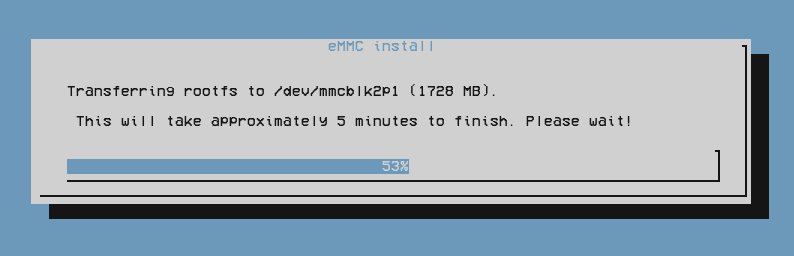 eMMC install
Transferring rootfs to /dev/mmcblk2p1 (1728 MB).
This will take approximately 5 minutes to finish. Please wait!
53%